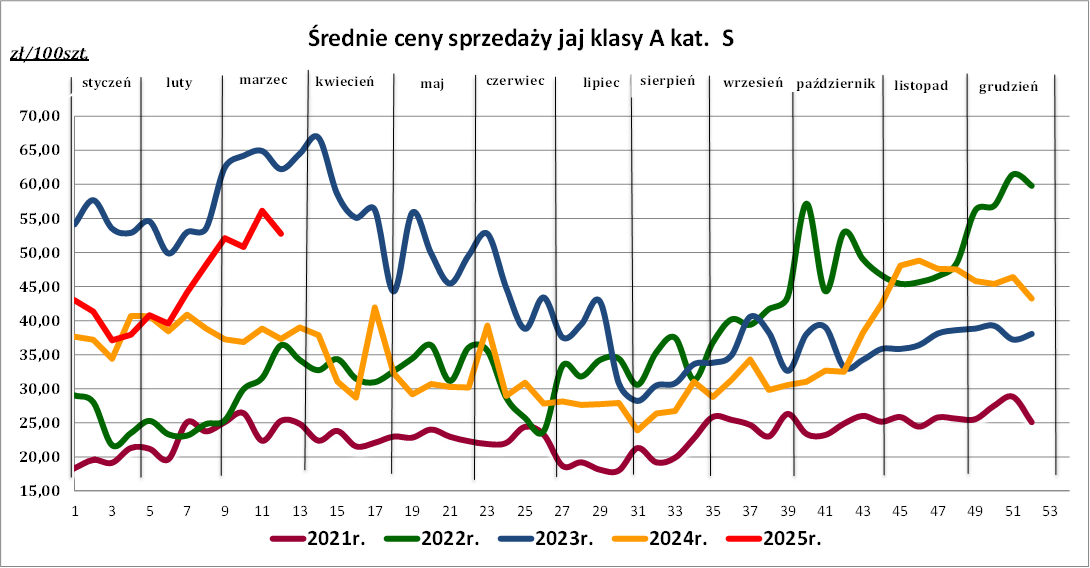 Średnie ceny sprzedaży jaj klasy A kat. S
zł/100szt.
styczeń luty marzec kwiecień maj czerwiec lipiec sierpień wrzesień październik listopad grudzień
70,00
65,00
60,00
55,00
50,00
45,00
40,00
35,00
30,00
25,00
20,00
15,00
1 3 5 7 9 11 13 15 17 19 21 23 25 27 29 31 33 35 37 39 41 43 45 47 49 51 53
2021r. 2022r. 2023r. 2024r. 2025r.